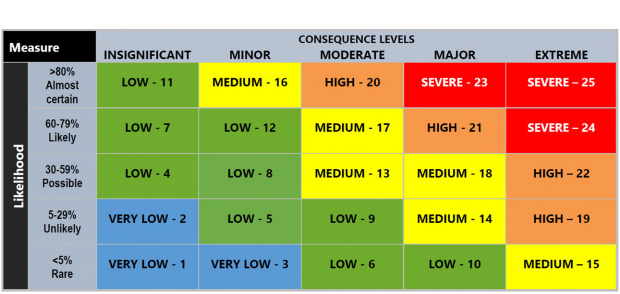 Measure
CONSEQUENCE LEVELS
INSIGNIFICANT MINOR MODERATE MAJOR EXTREME
Likelihood
>80%
Almost
certain
LOW - 11 MEDIUM - 16 HIGH - 20 SEVERE - 23 SEVERE – 25
60-79%
Likely
LOW - 7 LOW - 12 MEDIUM - 17 HIGH - 21 SEVERE – 24
30-59%
Possible
LOW - 4 LOW - 8 MEDIUM - 13 MEDIUM - 18 HIGH – 22
5-29%
Unlikely
VERY LOW - 2 LOW - 5 LOW - 9 MEDIUM - 14 HIGH – 19
<5%
Rare
VERY LOW - 1 VERY LOW - 3 LOW - 6 LOW - 10 MEDIUM – 15